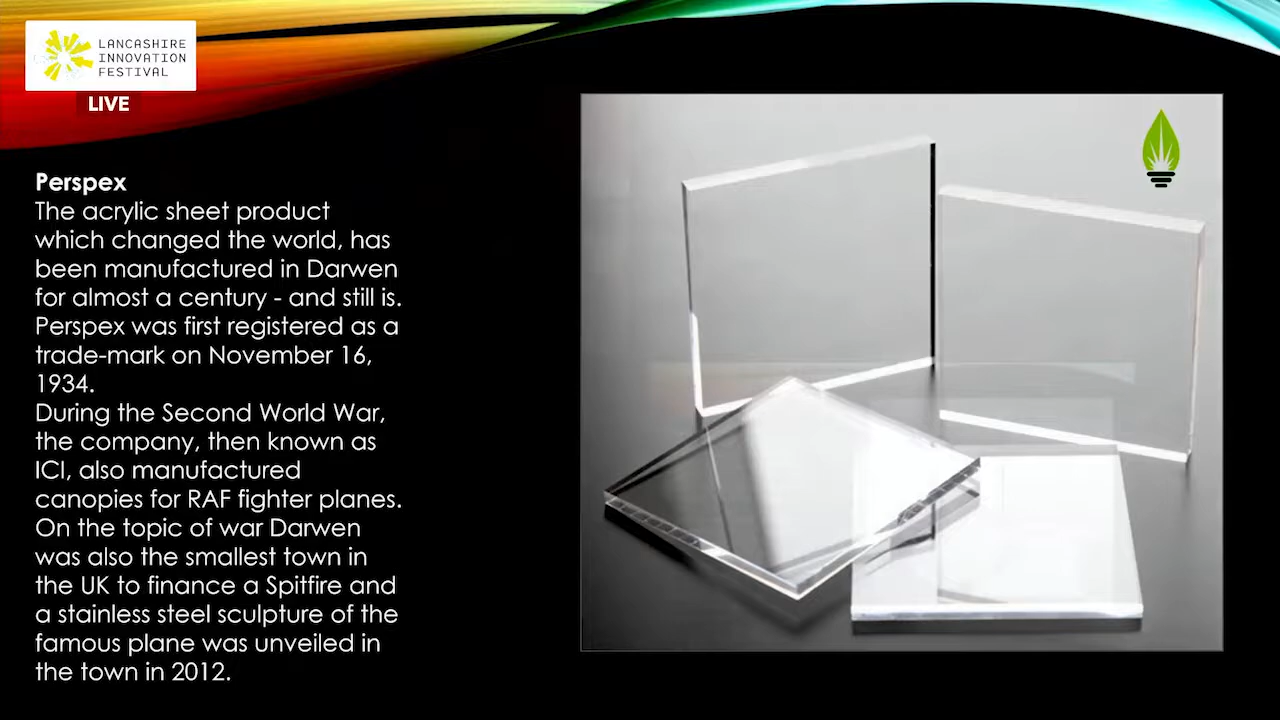 LANCASHIRE
INNOVATION
FESTIVAL
LIVE
Perspex
The acrylic sheet product
which changed the world, has
been manufactured in Darwen
for almost a century - and still is.
Perspex was first registered as a
trade-mark on November 16,
1934.
During the Second World War,
the company, then known as
ICI, also manufactured
canopies for RAF fighter planes.
On the topic of war Darwen
was also the smallest town in
the UK to finance a Spitfire and
a stainless steel sculpture of the
famous plane was unveiled in
the town in 2012.